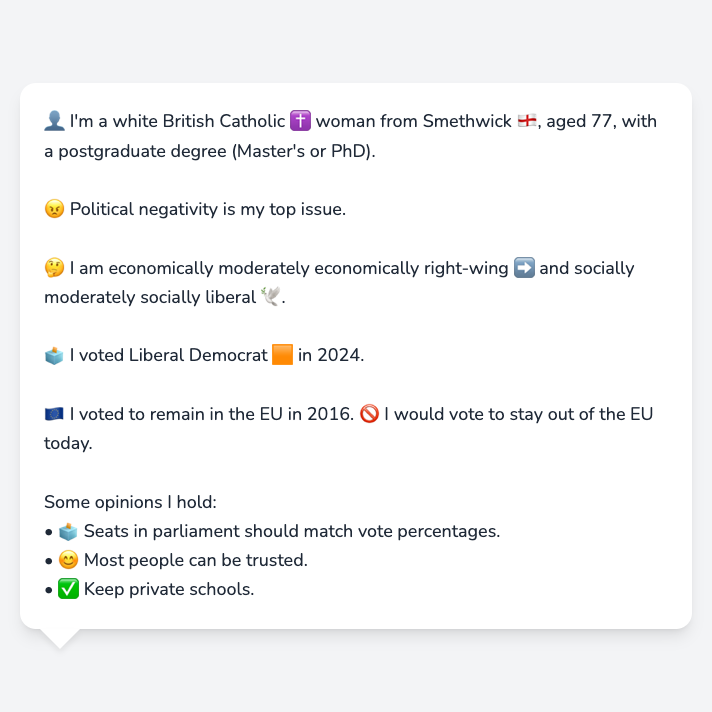 👤 I'm a white British Catholic ✝️ woman from Smethwick 🏴󠁧󠁢󠁥󠁮󠁧󠁿, aged 77, with
a postgraduate degree (Master's or PhD).
😠 Political negativity is my top issue.
🤔 I am economically moderately economically right-wing ➡️ and socially
moderately socially liberal 🕊️.
🗳️ I voted Liberal Democrat 🟧 in 2024.
🇪🇺 I voted to remain in the EU in 2016. 🚫 I would vote to stay out of the EU
today.
Some opinions I hold:
• 🗳️ Seats in parliament should match vote percentages.
• 😊 Most people can be trusted.
• ✅ Keep private schools.